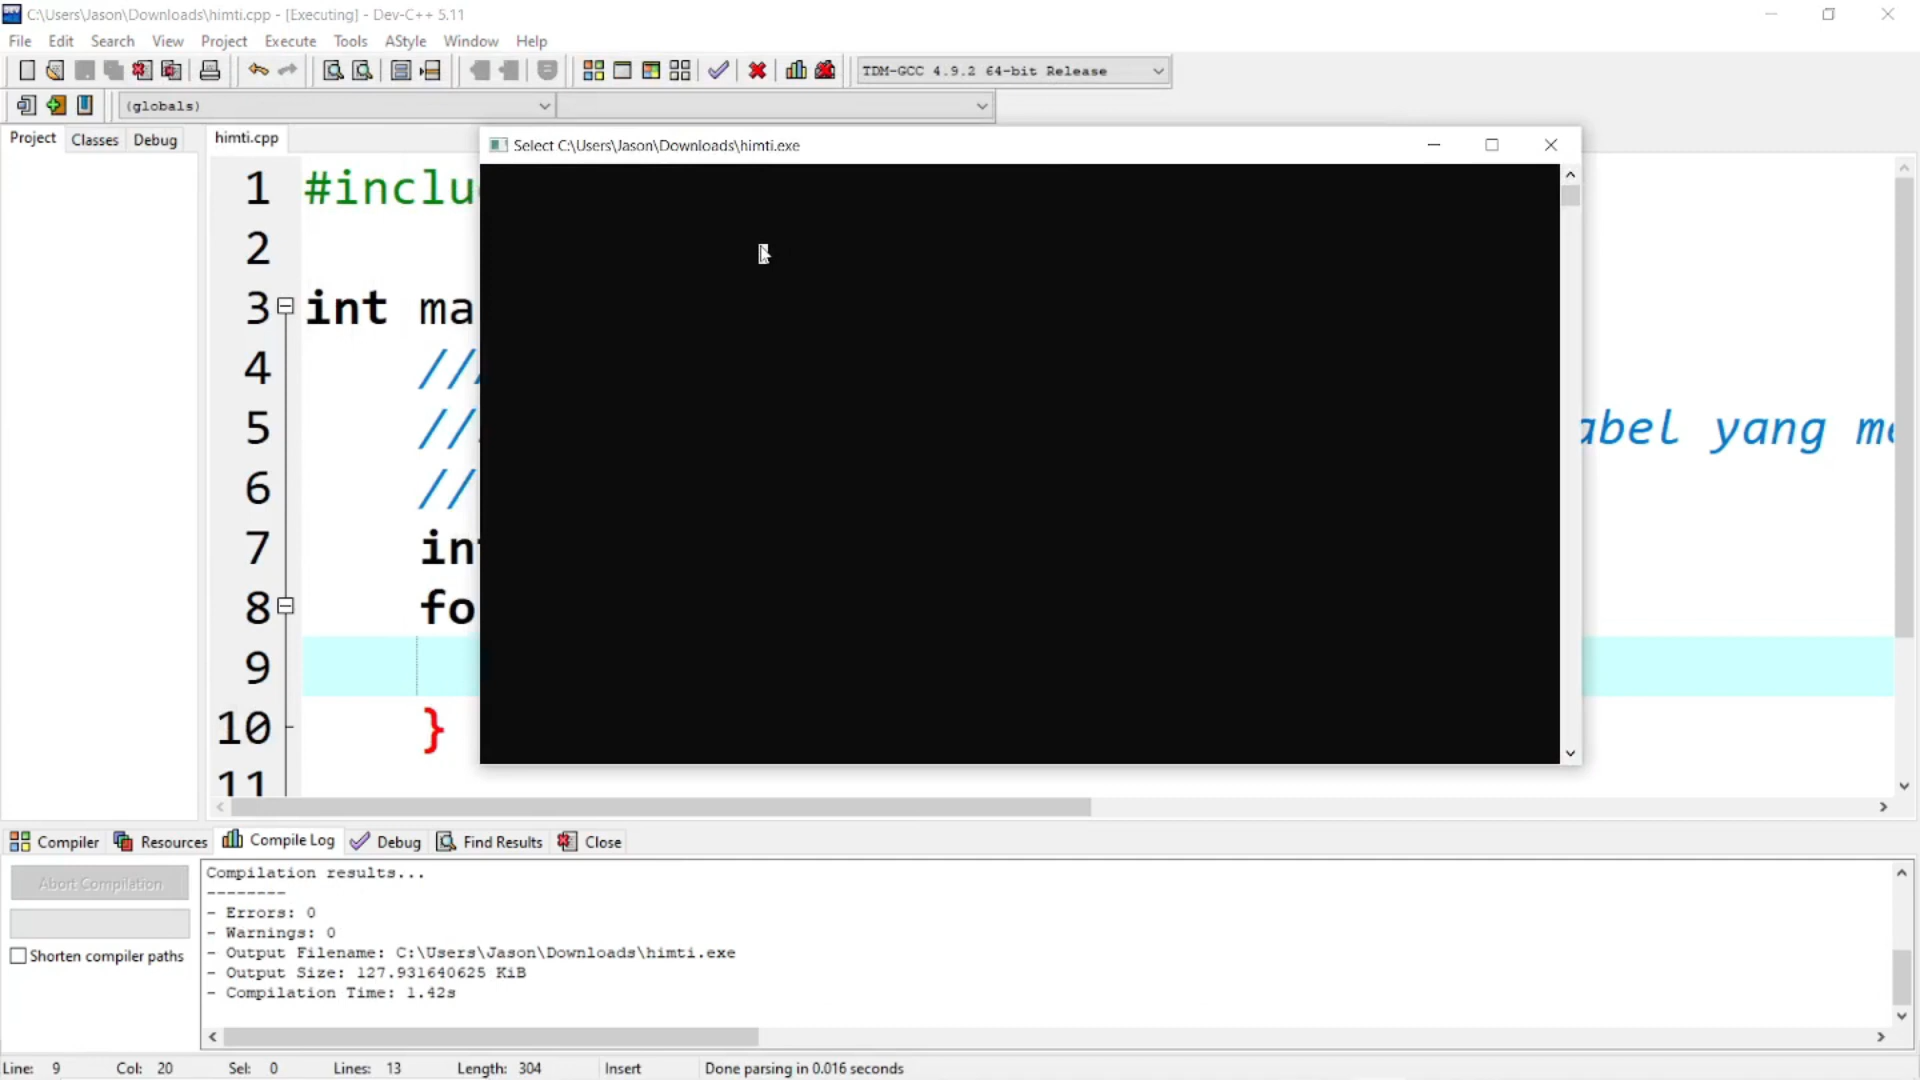 C:\Users\Jason\Downloads\himti.cpp - [Executing] - Dev-C++ 5.11
File Edit Search View Project Execute Tools AStyle Window Help
TDM-GCC 4.9.2 64-bit Release
(globals)
Project Classes Debug himti.cpp
Select C:\Users\Jason\Downloads\himti.exe
1 #inclu
2
3 int ma
4 //
5 // abel yang me
6 //
7 int
8 fo
9
10 }
11
Compiler Resources Compile Log Debug Find Results Close
Abort Compilation
Shorten compiler paths
Compilation results...
--------
- Errors: 0
- Warnings: 0
- Output Filename: C:\Users\Jason\Downloads\himti.exe
- Output Size: 127.931640625 KiB
- Compilation Time: 1.42s
Line: 9 Col: 20 Sel: 0 Lines: 13 Length: 304 Insert Done parsing in 0.016 seconds